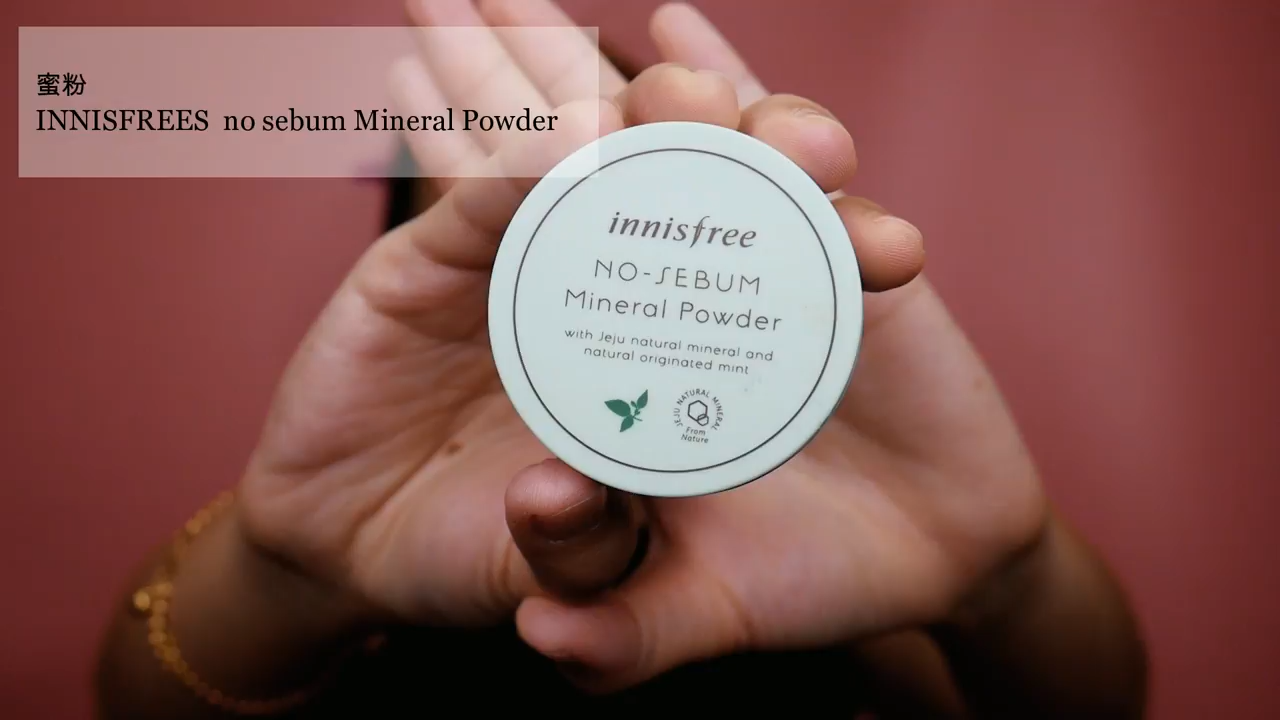 蜜粉
INNISFREES no sebum Mineral Powder
innisfree
NO-SEBUM
Mineral Powder
with Jeju natural mineral and
natural originated mint
JEJU NATURAL MINERAL
From
Nature